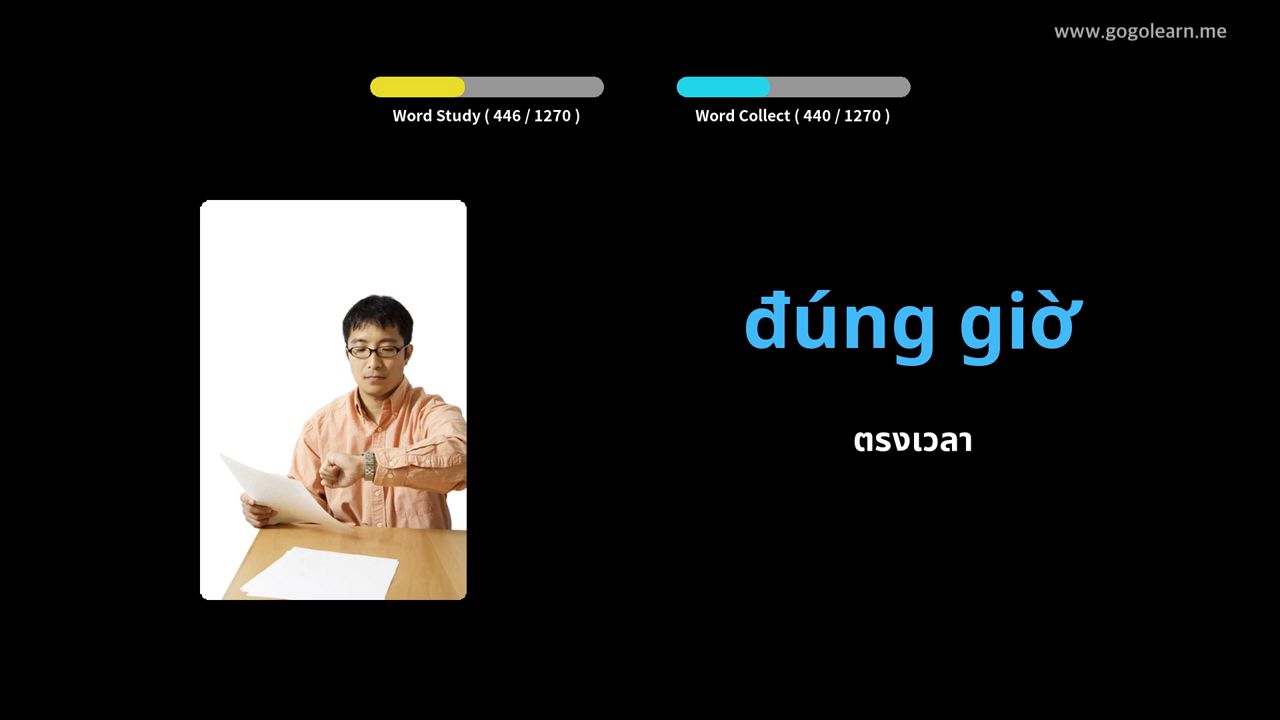 www.gogolearn.me
Word Study ( 446 / 1270 )
Word Collect ( 440 / 1270 )
đúng giờ
ตรงเวลา